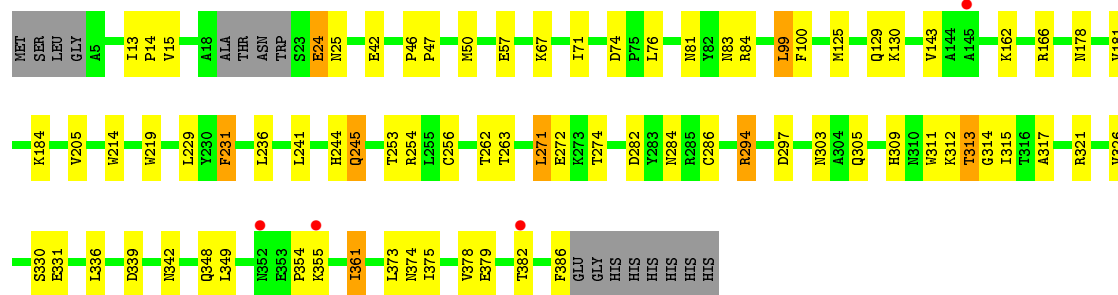 MET SER LEU GLY A5 I13 P14 V15 A18 ALA THR ASN TRP S23 E24 N25 E42 P46 P47 M50 E57 K67 I71 D74 P75 L76 N81 Y82 N83 R84 L99 F100 M125 Q129 K130 V143 A144 A145 K162 R166 N178
K184 V205 W214 W219 L229 Y230 F231 L236 L241 H244 Q245 T253 R254 L255 C256 T262 T263 L271 E272 K273 T274 D282 Y283 N284 R285 C286 R294 D297 N303 A304 Q305 H309 N310 W311 K312 T313 G314 I315 T316 A317 R321
S330 E331 L336 D339 N342 Q348 L349 N352 E353 P354 K355 I361 L373 N374 I375 V378 E379 T382 F386 GLU GLY HIS HIS HIS HIS HIS HIS